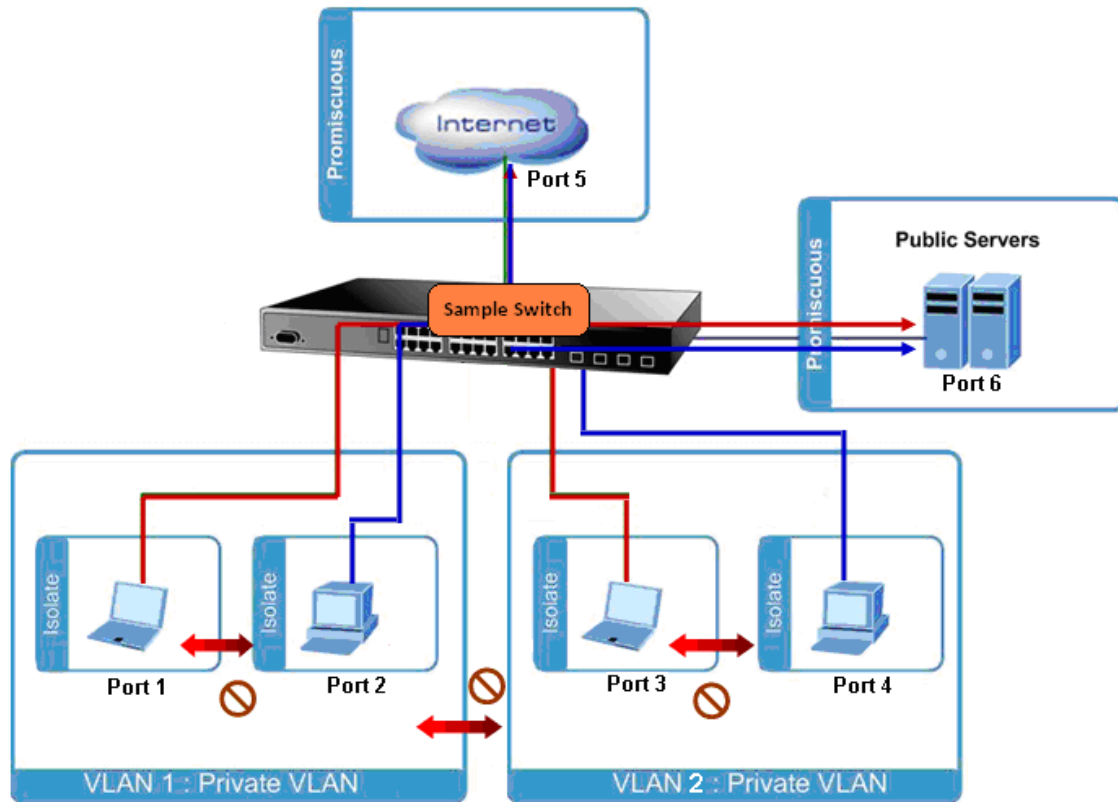 Promiscuous
Internet
Port 5
Promiscuous
Public Servers
Port 6
Sample Switch
Isolate
Port 1
Isolate
Port 2
Isolate
Port 3
Isolate
Port 4
VLAN 1 : Private VLAN
VLAN 2 : Private VLAN